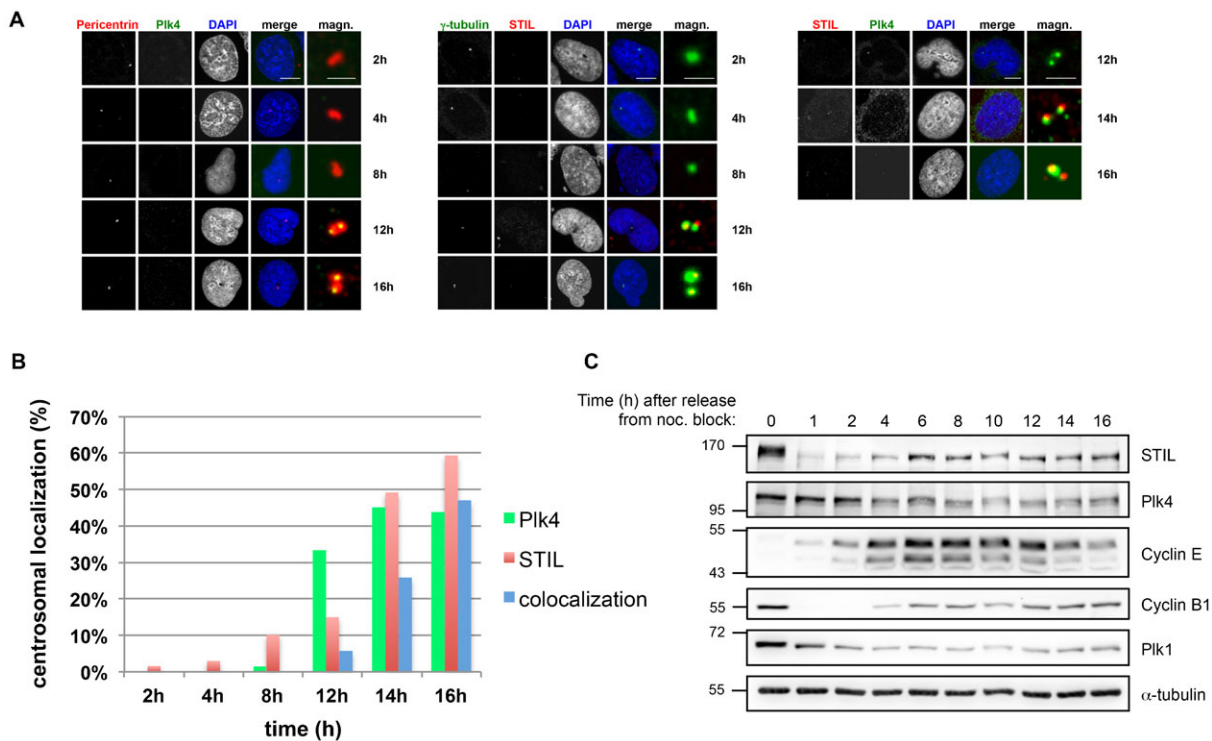 A
Pericentrin Plk4 DAPI merge magn.
2h
4h
8h
12h
16h
γ-tubulin STIL DAPI merge magn.
2h
4h
8h
12h
16h
STIL Plk4 DAPI merge magn.
12h
14h
16h
B
centrosomal localization (%)
70%
60%
50%
40%
30%
20%
10%
0%
2h 4h 8h 12h 14h 16h
time (h)
Plk4
STIL
colocalization
C
Time (h) after release
from noc. block:
0 1 2 4 6 8 10 12 14 16
170 STIL
Plk4
95
55
Cyclin E
43
55 Cyclin B1
72
Plk1
55 α-tubulin